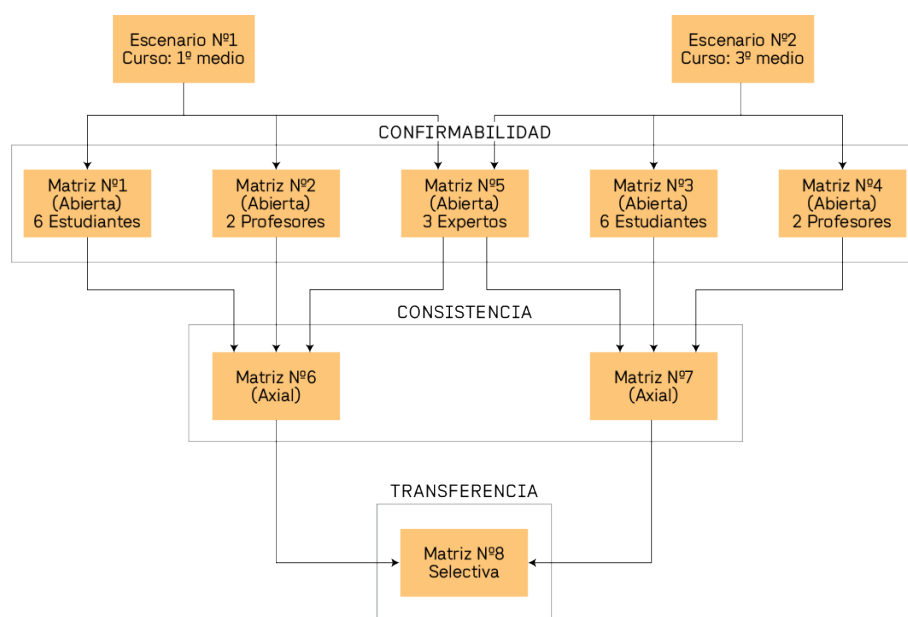 Escenario Nº1
Curso: 1º medio
Escenario Nº2
Curso: 3º medio
CONFIRMABILIDAD
Matriz Nº1
(Abierta)
6 Estudiantes
Matriz Nº2
(Abierta)
2 Profesores
Matriz Nº5
(Abierta)
3 Expertos
Matriz Nº3
(Abierta)
6 Estudiantes
Matriz Nº4
(Abierta)
2 Profesores
CONSISTENCIA
Matriz Nº6
(Axial)
Matriz Nº7
(Axial)
TRANSFERENCIA
Matriz Nº8
Selectiva